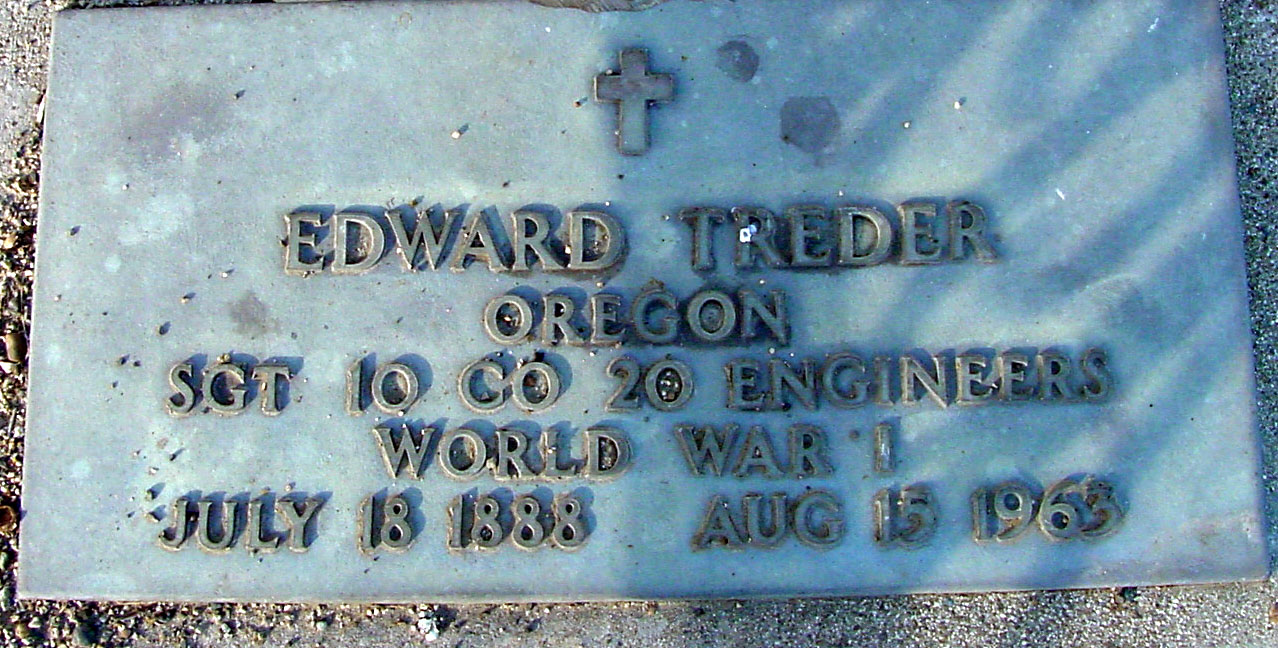 EDWARD TREDER
OREGON
SGT 10 CO 20 ENGINEERS
WORLD WAR I
JULY 18 1888 AUG 15 1963